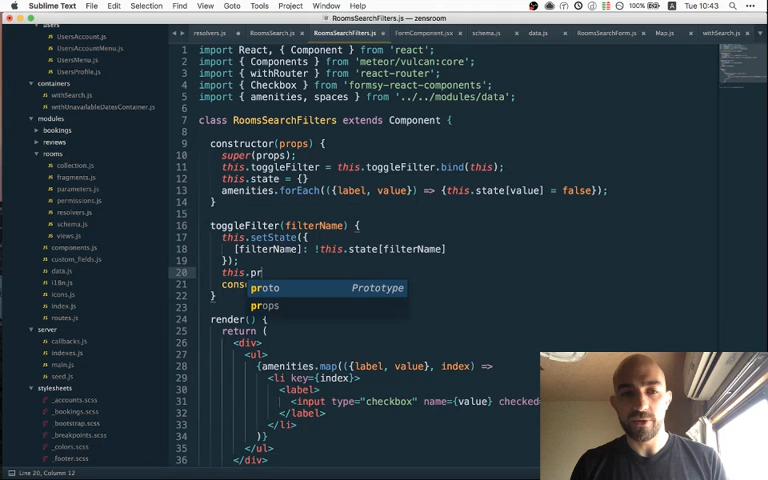 Sublime Text File Edit Selection Find View Goto Tools Project Window Help 100% Tue 10:43
RoomsSearchFilters.js — zensroom
resolvers.js RoomsSearch.js RoomsSearchFilters.js FormComponent.jsx schema.js data.js RoomsSearchForm.js Map.js withSearch.js
users
UsersAccount.js
UsersAccountMenu.js
UsersMenu.js
UsersProfile.js
containers
withSearch.js
withUnavailableDatesContainer.js
modules
bookings
reviews
rooms
collection.js
fragments.js
parameters.js
permissions.js
resolvers.js
schema.js
views.js
components.js
custom_fields.js
data.js
i18n.js
icons.js
index.js
routes.js
server
callbacks.js
indexes.js
main.js
seed.js
stylesheets
_accounts.scss
_bookings.scss
_bootstrap.scss
_breakpoints.scss
_colors.scss
_footer.scss
1 import React, { Component } from 'react';
2 import { Components } from 'meteor/vulcan:core';
3 import { withRouter } from 'react-router';
4 import { Checkbox } from 'formsy-react-components';
5 import { amenities, spaces } from '../../modules/data';
6
7 class RoomsSearchFilters extends Component {
8
9 constructor(props) {
10 super(props);
11 this.toggleFilter = this.toggleFilter.bind(this);
12 this.state = {}
13 amenities.forEach(({label, value}) => {this.state[value] = false});
14 }
15
16 toggleFilter(filterName) {
17 this.setState({
18 [filterName]: !this.state[filterName]
19 });
20 this.pr
21 cons
22 }
23
24 render() {
25 return (
26 <div>
27 <ul>
28 {amenities.map(({label, value}, index) =>
29 <li key={index}>
30 <label>
31 <input type="checkbox" name={value} checked=
32 </label>
33 </li>
34 )}
35 </ul>
36 </div>
proto Prototype
props
Line 20, Column 12